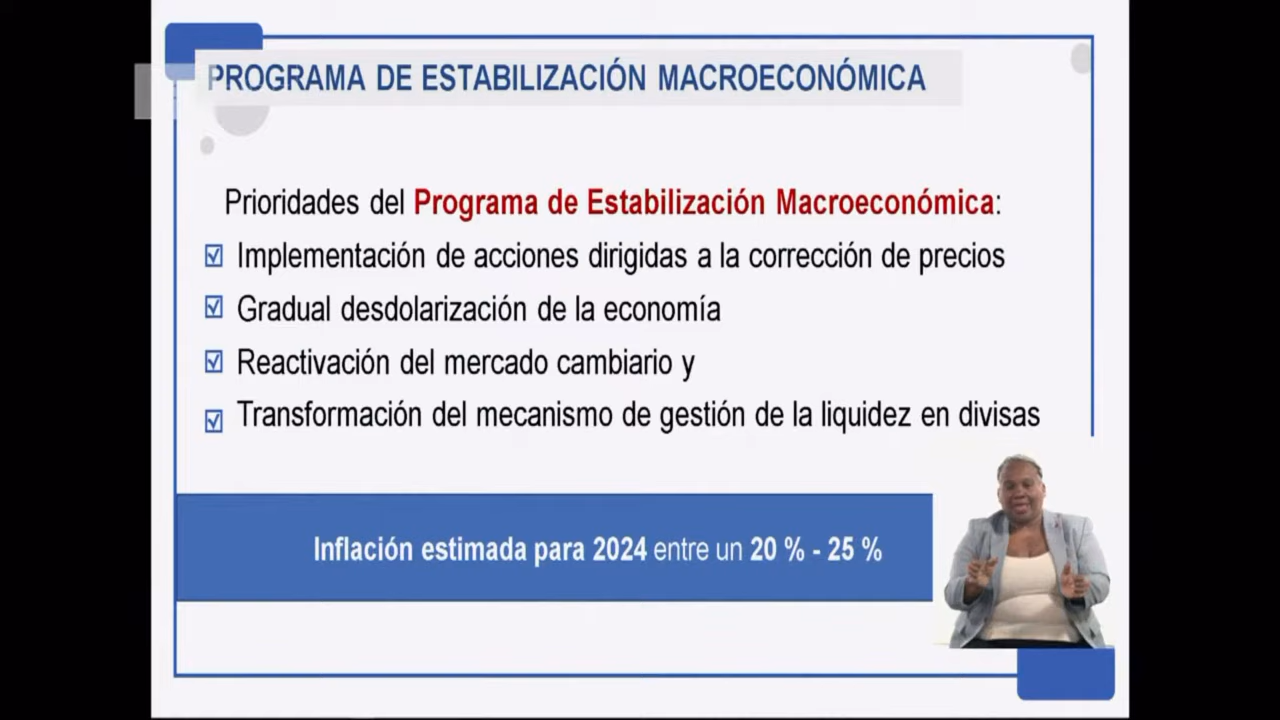 PROGRAMA DE ESTABILIZACIÓN MACROECONÓMICA
Prioridades del Programa de Estabilización Macroeconómica:
Implementación de acciones dirigidas a la corrección de precios
Gradual desdolarización de la economía
Reactivación del mercado cambiario y
Transformación del mecanismo de gestión de la liquidez en divisas
Inflación estimada para 2024 entre un 20 % - 25 %